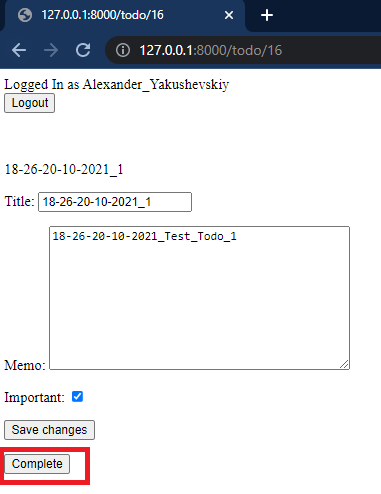 127.0.0.1:8000/todo/16
127.0.0.1:8000/todo/16
Logged In as Alexander_Yakushevskiy
Logout
18-26-20-10-2021_1
Title: 18-26-20-10-2021_1
18-26-20-10-2021_Test_Todo_1
Memo:
Important:
Save changes
Complete